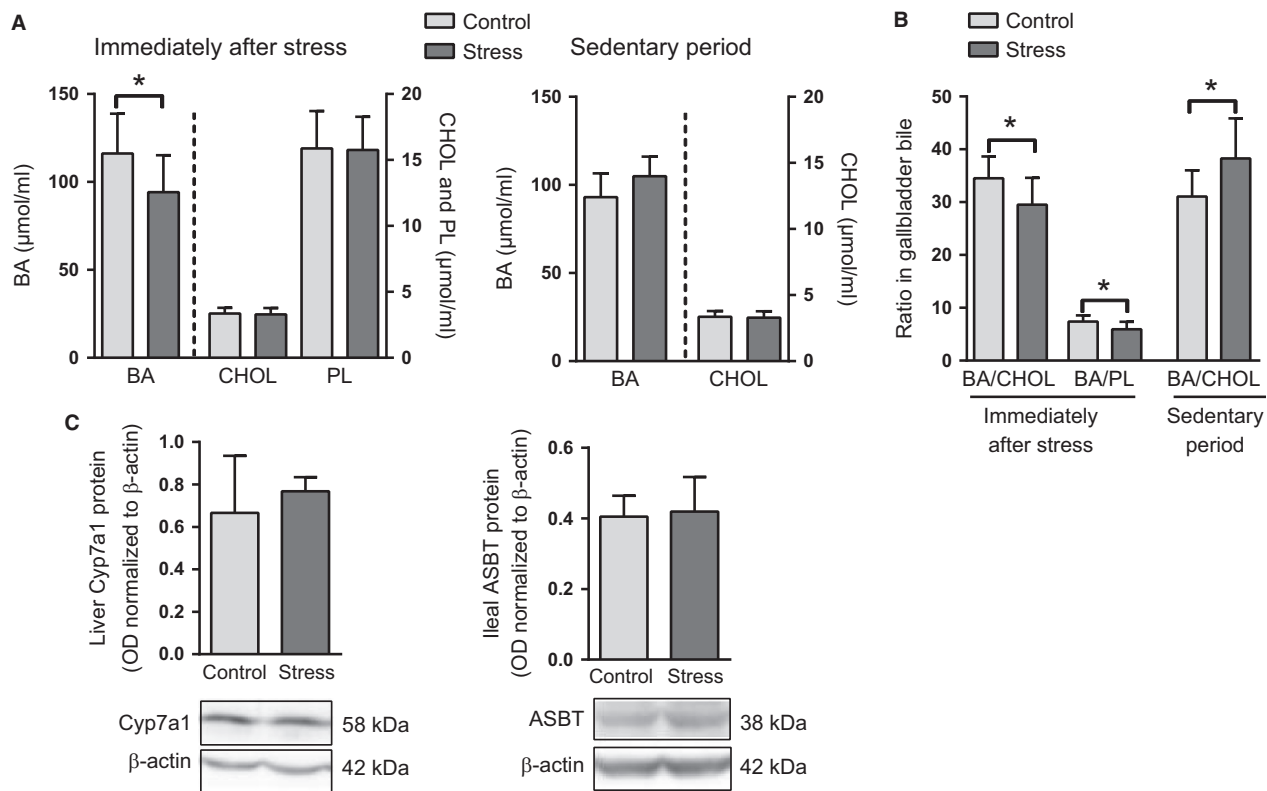 A
Immediately after stress
Control
Stress
Sedentary period
*
BA (μmol/ml)
150
100
50
0
CHOL and PL (μmol/ml)
20
15
10
5
0
BA
CHOL
PL
BA (μmol/ml)
150
100
50
0
CHOL (μmol/ml)
20
15
10
5
0
BA
CHOL
B
Control
Stress
Ratio in gallbladder bile
50
40
30
20
10
0
*
*
*
BA/CHOL
BA/PL
BA/CHOL
Immediately
after stress
Sedentary
period
C
Liver Cyp7a1 protein
(OD normalized to β-actin)
1.0
0.8
0.6
0.4
0.2
0.0
Control
Stress
Cyp7a1
58 kDa
β-actin
42 kDa
Ileal ASBT protein
(OD normalized to β-actin)
0.6
0.4
0.2
0.0
Control
Stress
ASBT
38 kDa
β-actin
42 kDa